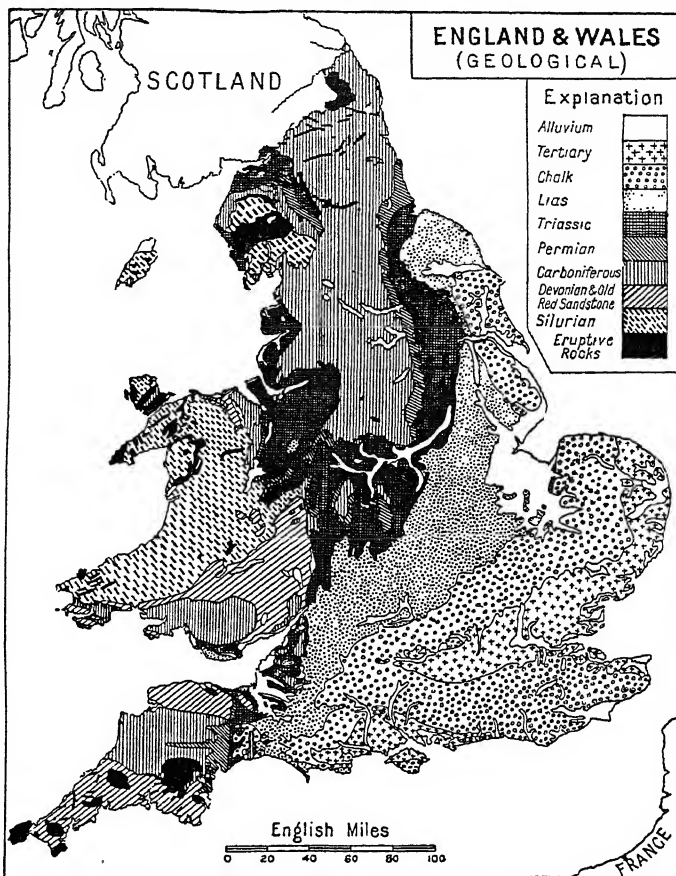 ENGLAND & WALES
(GEOLOGICAL)
SCOTLAND
Explanation
Alluvium
Tertiary
Chalk
Lias
Triassic
Permian
Carboniferous
Devonian & Old
Red Sandstone
Silurian
Eruptive
Rocks
English Miles
0 20 40 60 80 100
FRANCE